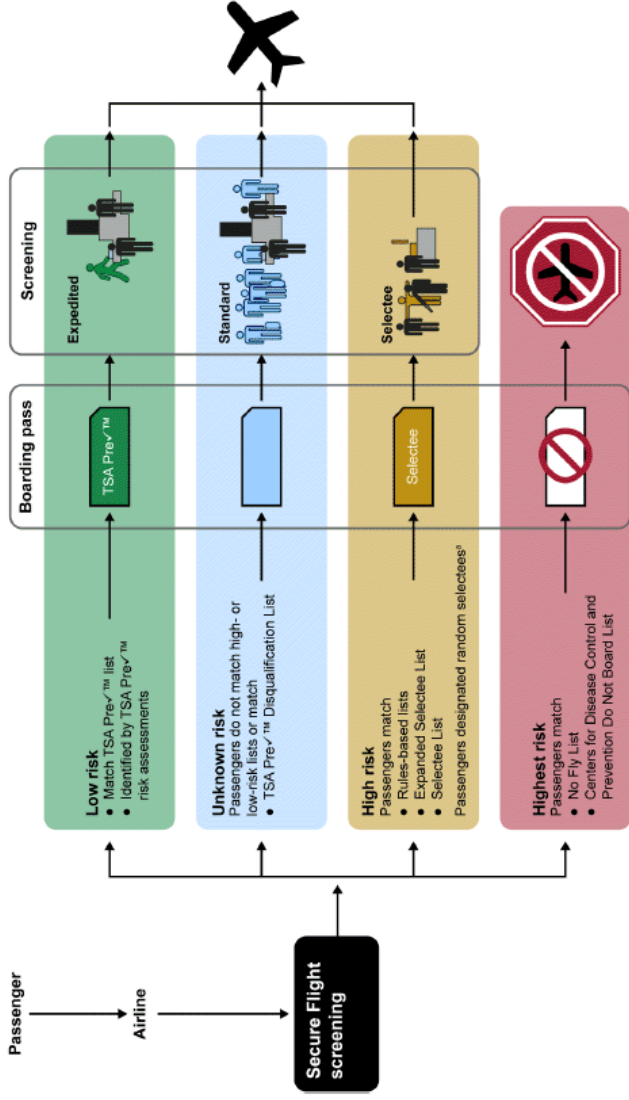 Passenger
Airline
Secure Flight
screening
Boarding pass
Screening
Low risk
• Match TSA Pre✓™ list
• Identified by TSA Pre✓™
risk assessments
TSA Pre✓™
Expedited
Unknown risk
Passengers do not match high- or
low-risk lists or match
• TSA Pre✓™ Disqualification List
Standard
High risk
Passengers match
• Rules-based lists
• Expanded Selectee List
• Selectee List
Passengers designated random selecteesª
Selectee
Selectee
Highest risk
Passengers match
• No Fly List
• Centers for Disease Control and
Prevention Do Not Board List